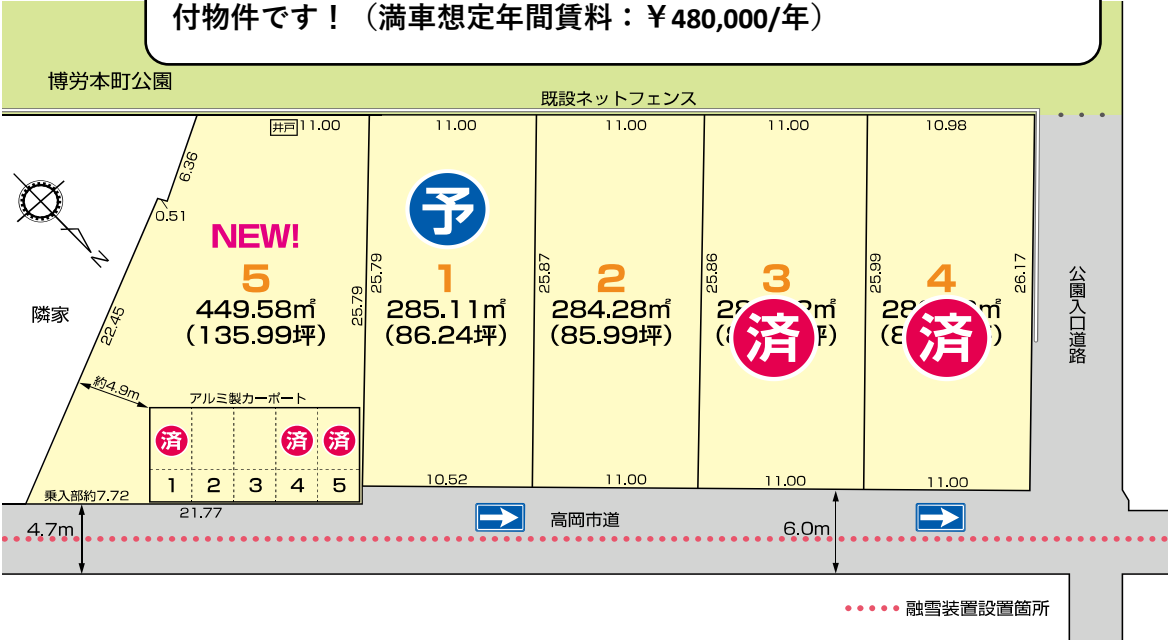 付物件です！（満車想定年間賃料：￥480,000/年）
博労本町公園
既設ネットフェンス
井戸
11.00
11.00
11.00
11.00
10.98
6.36
0.51
N
隣家
22.45
約4.9m
NEW!
5
449.58㎡
(135.99坪)
25.79
25.79
予
1
285.11㎡
(86.24坪)
25.87
2
284.28㎡
(85.99坪)
25.86
3
済
25.99
4
済
26.17
公園入口道路
アルミ製カーポート
済
済
済
1
2
3
4
5
乗入部約7.72
21.77
10.52
11.00
11.00
11.00
4.7m
高岡市道
6.0m
融雪装置設置箇所